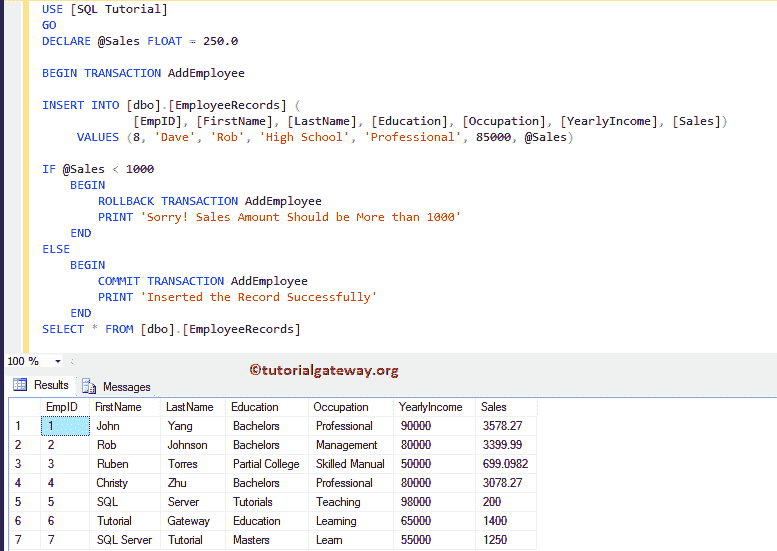 USE [SQL Tutorial]
GO
DECLARE @Sales FLOAT = 250.0
BEGIN TRANSACTION AddEmployee
INSERT INTO [dbo].[EmployeeRecords] (
[EmpID], [FirstName], [LastName], [Education], [Occupation], [YearlyIncome], [Sales])
VALUES (8, 'Dave', 'Rob', 'High School', 'Professional', 85000, @Sales)
IF @Sales < 1000
BEGIN
ROLLBACK TRANSACTION AddEmployee
PRINT 'Sorry! Sales Amount Should be More than 1000'
END
ELSE
BEGIN
COMMIT TRANSACTION AddEmployee
PRINT 'Inserted the Record Successfully'
END
SELECT * FROM [dbo].[EmployeeRecords]
100 %
©tutorialgateway.org
Results Messages
EmpID FirstName LastName Education Occupation YearlyIncome Sales
1 1 John Yang Bachelors Professional 90000 3578.27
2 2 Rob Johnson Bachelors Management 80000 3399.99
3 3 Ruben Torres Partial College Skilled Manual 50000 699.0982
4 4 Christy Zhu Bachelors Professional 80000 3078.27
5 5 SQL Server Tutorials Teaching 98000 200
6 6 Tutorial Gateway Education Learning 65000 1400
7 7 SQL Server Tutorial Masters Learn 55000 1250